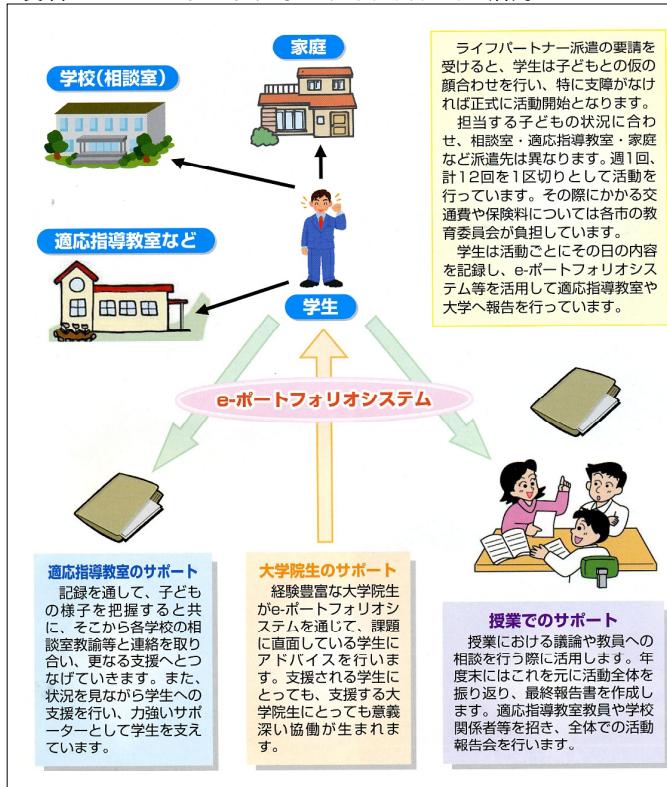 家庭
学校(相談室)
適応指導教室など
学生
ライフパートナー派遣の要請を
受けると、学生は子どもとの仮の
顔合わせを行い、特に支障がなけ
れば正式に活動開始となります。
担当する子どもの状況に合わ
せ、相談室・適応指導教室・家庭
など派遣先は異なります。週1回、
計12回を1区切りとして活動を
行っています。その際にかかる交
通費や保険料については各市の教
育委員会が負担しています。
学生は活動ごとにその日の内容
を記録し、e-ポートフォリオシス
テム等を活用して適応指導教室や
大学へ報告を行っています。
e-ポートフォリオシステム
適応指導教室のサポート
記録を通して、子ども
の様子を把握すると共
に、そこから各学校の相
談室教諭等と連絡を取り
合い、更なる支援へとつ
なげていきます。また、
状況を見ながら学生への
支援を行い、力強いサポ
ーターとして学生を支え
ています。
大学院生のサポート
経験豊富な大学院生
がe-ポートフォリオシ
ステムを通じて、課題
に直面している学生に
アドバイスを行いま
す。支援される学生に
とっても、支援する大
学院生にとっても意義
深い協働が生まれま
す。
授業でのサポート
授業における議論や教員への
相談を行う際に活用します。年
度末にはこれを元に活動全体を
振り返り、最終報告書を作成し
ます。適応指導教室教員や学校
関係者等を招き、全体での活動
報告会を行います。